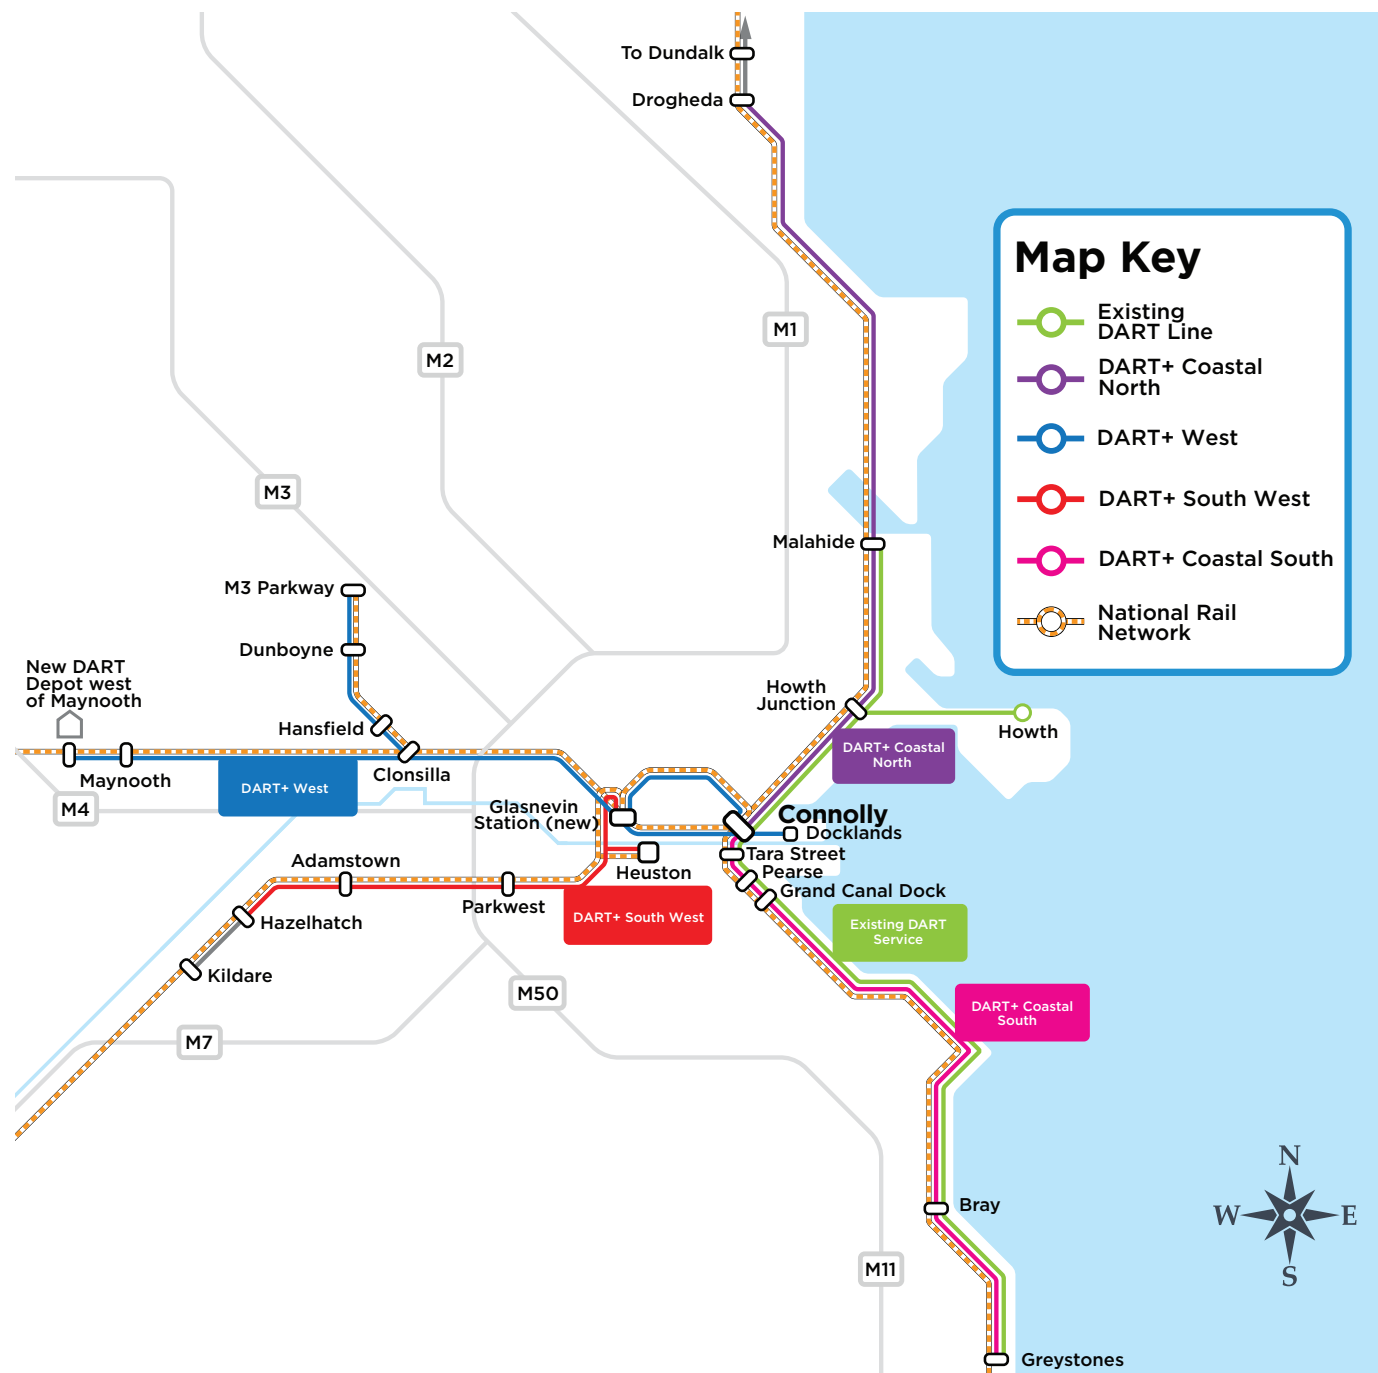 To Dundalk
Drogheda
M1
M2
M3
Map Key
Existing
DART Line
DART+ Coastal
North
DART+ West
DART+ South West
DART+ Coastal South
National Rail
Network
Malahide
M3 Parkway
Dunboyne
Hansfield
New DART
Depot west
of Maynooth
Maynooth
Clonsilla
DART+ West
M4
Howth
Junction
Howth
DART+ Coastal
North
Glasnevin
Station (new)
Connolly
Docklands
Tara Street
Pearse
Grand Canal Dock
Heuston
Adamstown
Parkwest
Hazelhatch
Kildare
DART+ South West
Existing DART
Service
DART+ Coastal
South
M50
M7
M11
Bray
Greystones
N
W
E
S